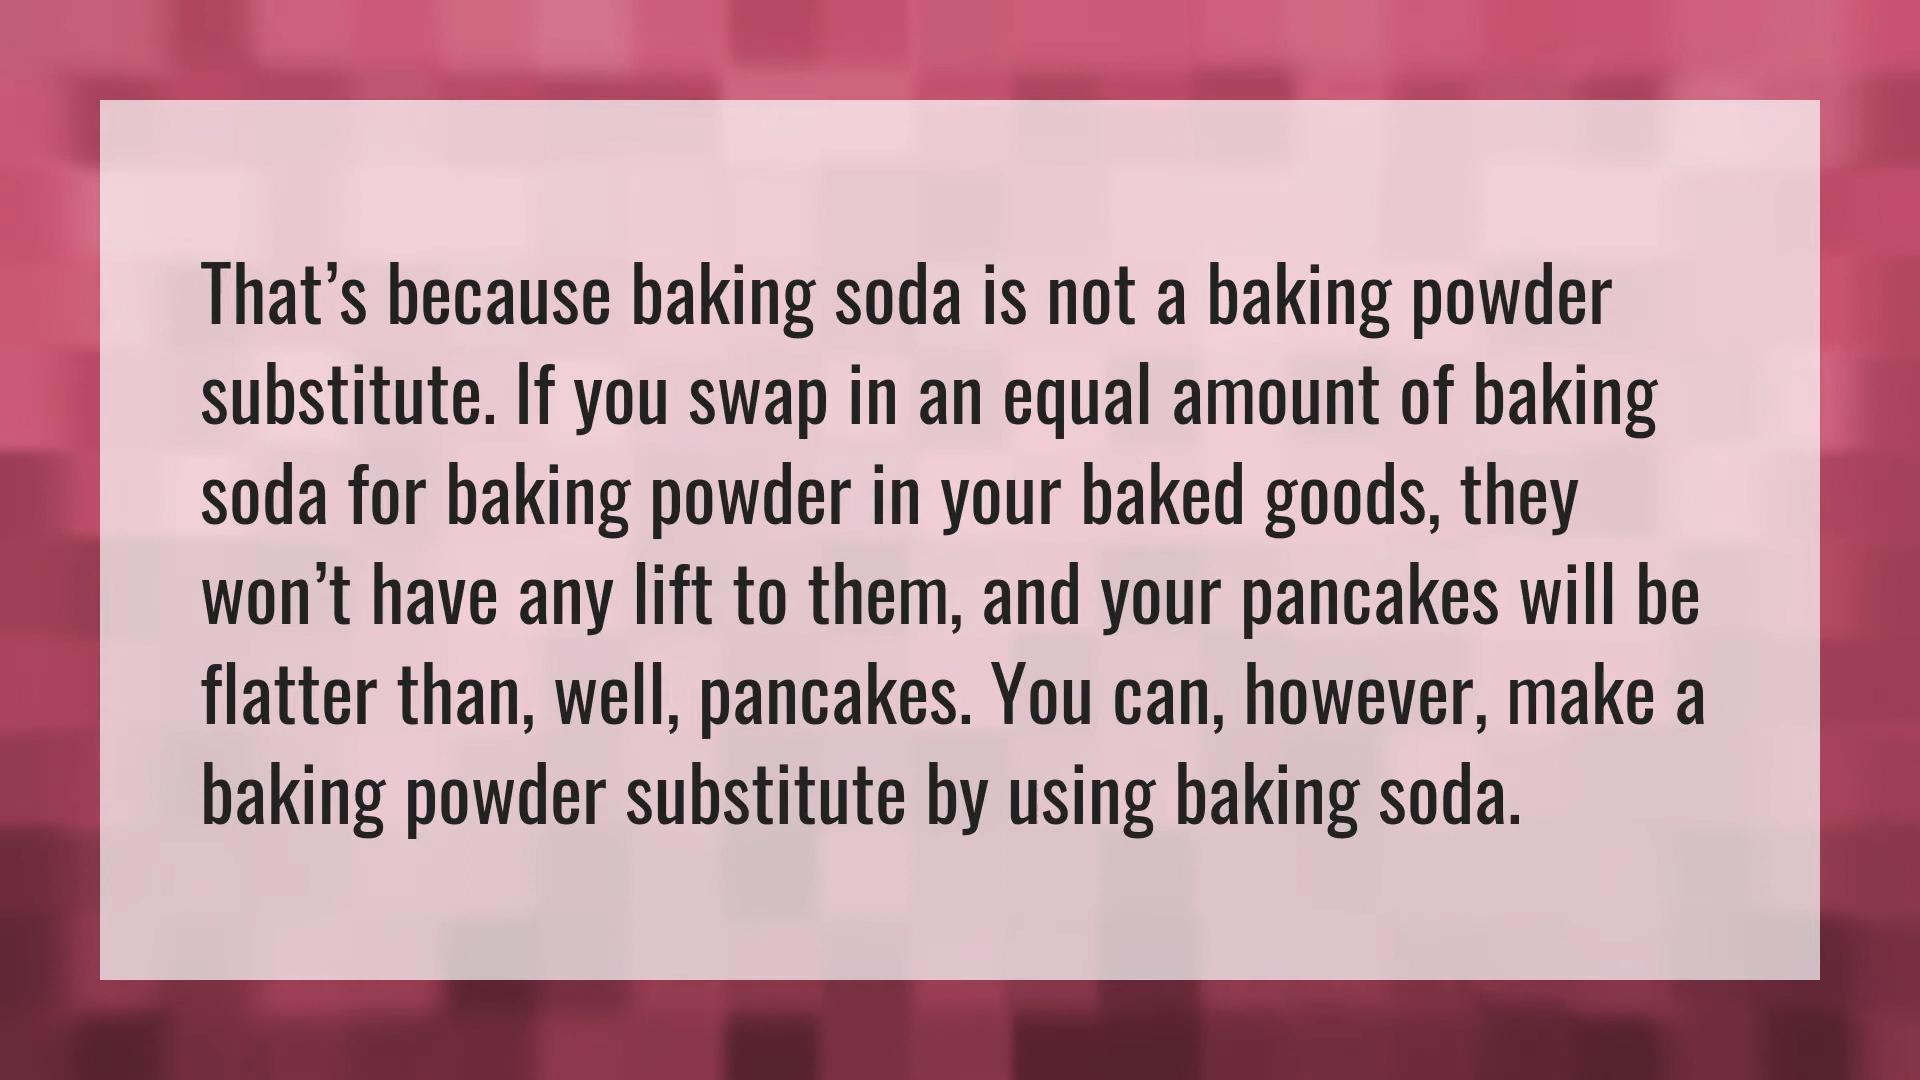 That’s because baking soda is not a baking powder
substitute. If you swap in an equal amount of baking
soda for baking powder in your baked goods, they
won’t have any lift to them, and your pancakes will be
flatter than, well, pancakes. You can, however, make a
baking powder substitute by using baking soda.